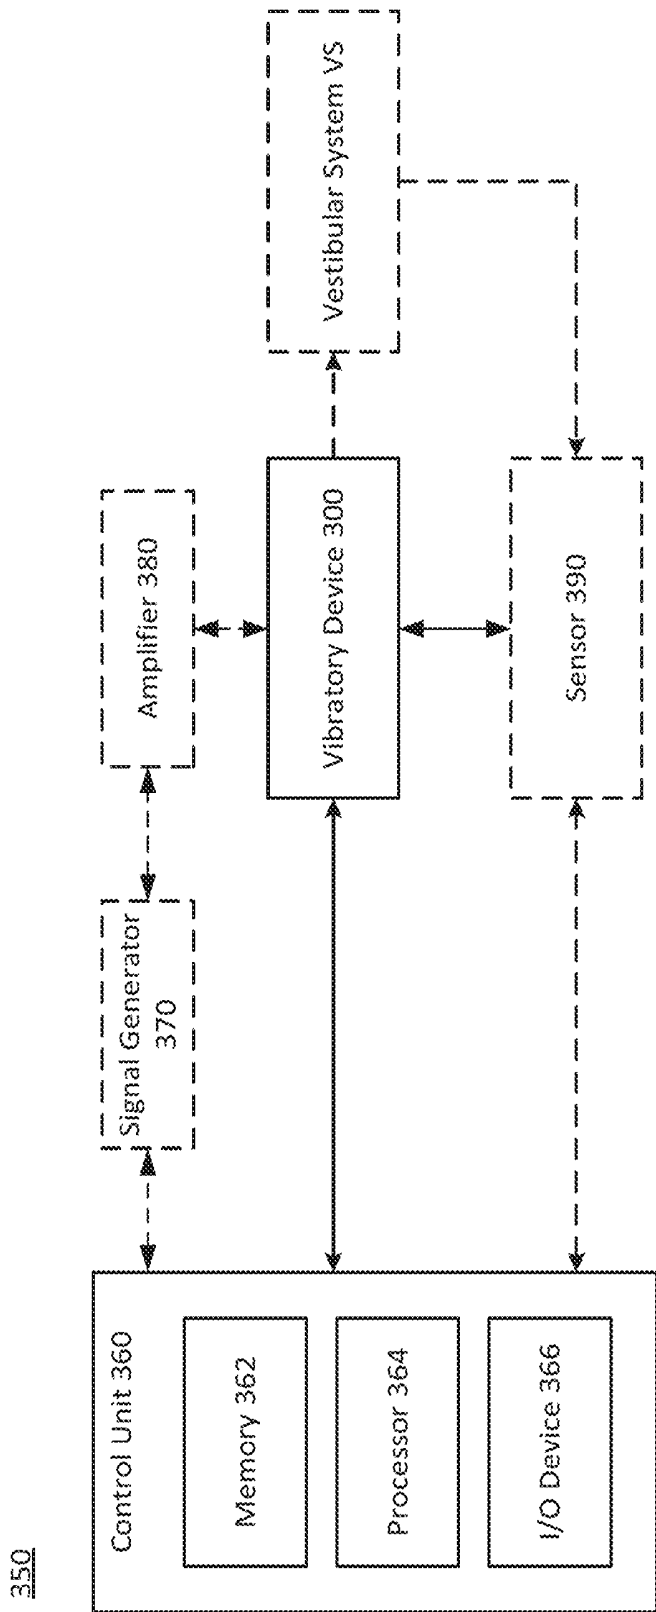 350
Control Unit 360
Memory 362
Processor 364
I/O Device 366
Signal Generator
370
Amplifier 380
Vibratory Device 300
Sensor 390
Vestibular System VS